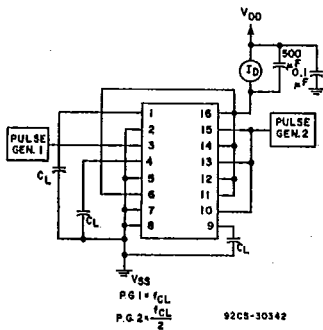 VDD
500
μF
0.1
μF
ID
PULSE
GEN. 1
1
2
3
4
5
6
7
8
16
15
14
13
12
11
10
9
PULSE
GEN. 2
CL
CL
CL
VSS
P.G 1 = fCL
P.G. 2 = fCL/2
92CS-30342